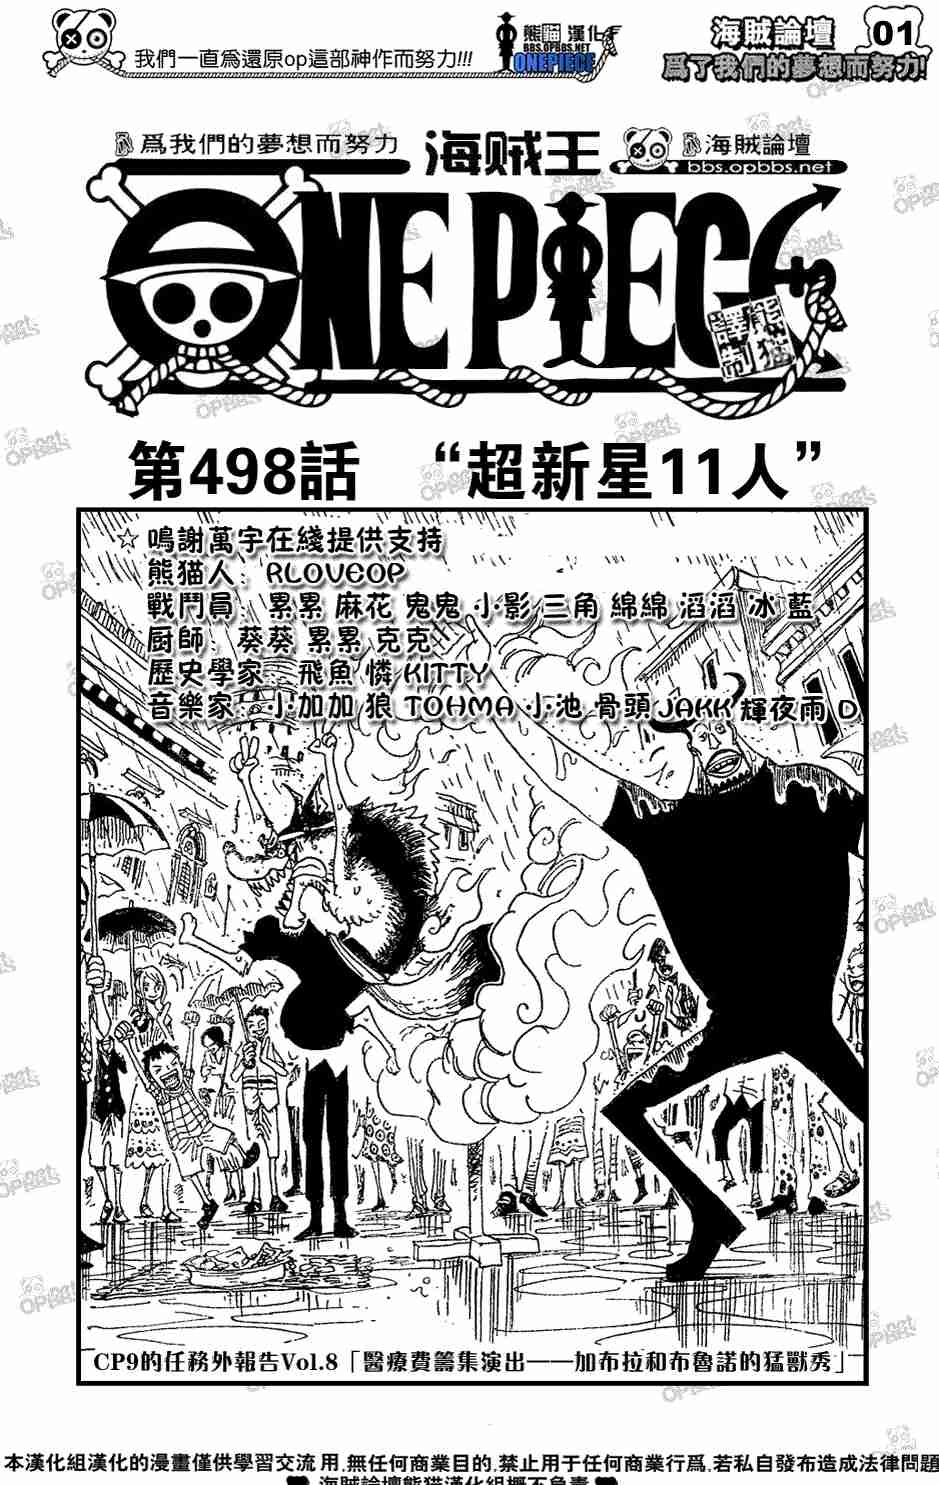 我們一直爲還原op這部神作而努力!!!
熊貓 漢化
BBS.OPBBS.NET
ONEPIECE
海賊論壇
爲了我們的夢想而努力!
01
爲我們的夢想而努力
海賊王
海賊論壇
bbs.opbbs.net
ONE PIECE
熊猫
譯制
第498話 “超新星11人”
☆ 鳴謝萬宇在綫提供支持
熊猫人: RLOVEOP
戰鬥員: 累累 麻花 鬼鬼 小影 三角 綿綿 滔滔 冰 藍
厨師: 葵葵 累累 克克
歷史學家: 飛魚 憐 KITTY
音樂家: 小加加 狼 TOHMA 小池 骨頭 JAKK 輝夜雨 D
CP9的任務外報告Vol.8「醫療費籌集演出——加布拉和布魯諾的猛獸秀」
本漢化組漢化的漫畫僅供學習交流用,無任何商業目的,禁止用于任何商業行爲,若私自發布造成法律問題
海賊論壇熊猫漢化組概不負責